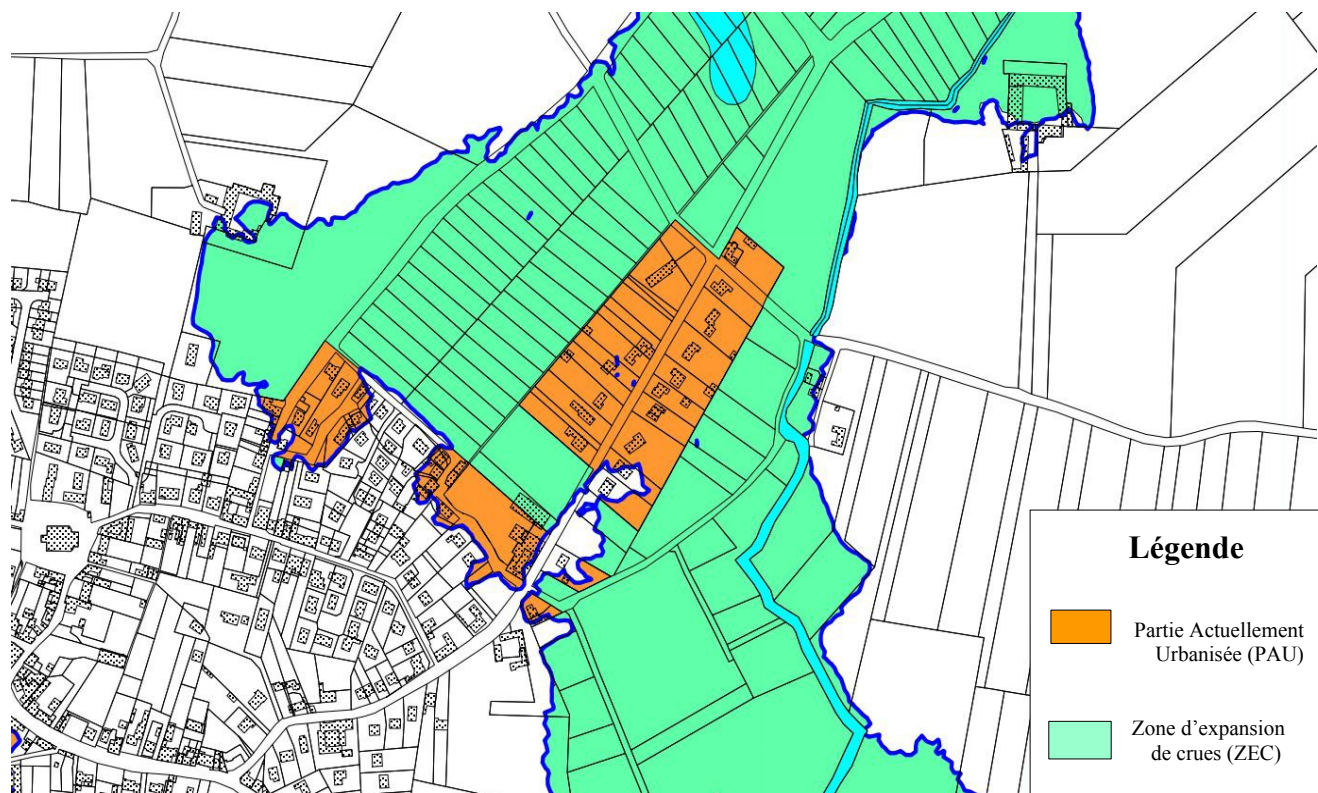 Légende
Partie Actuellement
Urbanisée (PAU)
Zone d’expansion
de crues (ZEC)